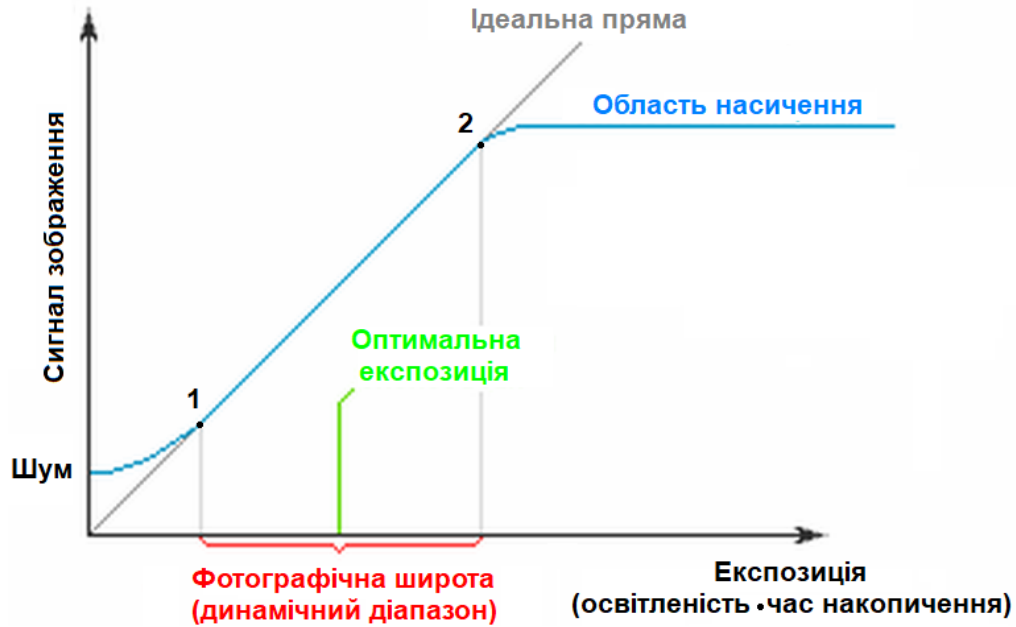 Ідеальна пряма
Область насичення
2
Сигнал зображення
Оптимальна
експозиція
1
Шум
Фотографічна широта
(динамічний діапазон)
Експозиція
(освітленість•час накопичення)